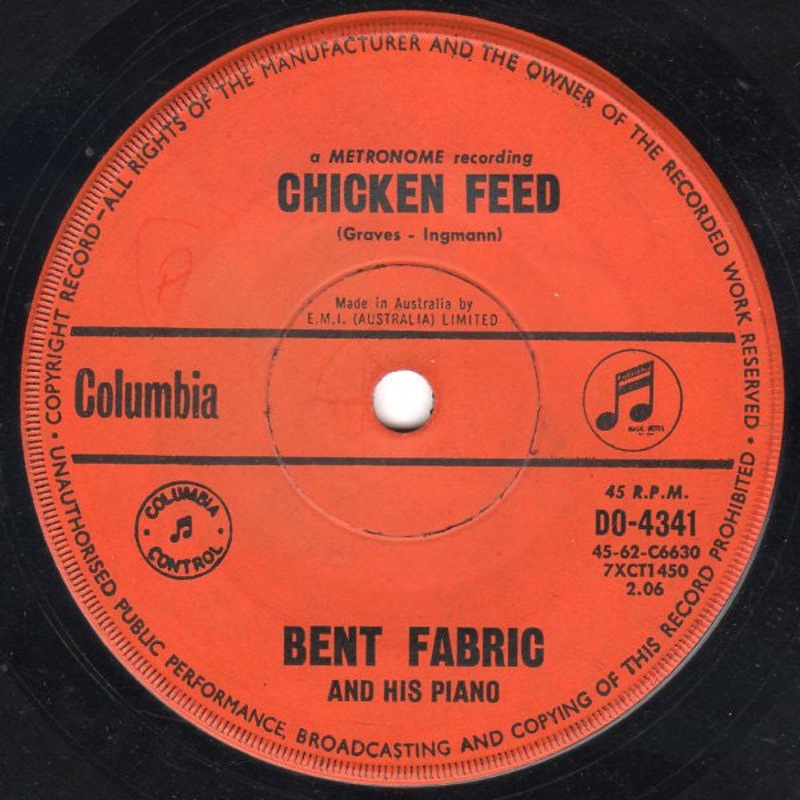 COPYRIGHT RECORD—ALL RIGHTS OF THE MANUFACTURER AND THE OWNER OF THE RECORDED WORK RESERVED •
a METRONOME recording
CHICKEN FEED
(Graves - Ingmann)
Made in Australia by
E.M.I. (AUSTRALIA) LIMITED
Columbia
MAGIC NOTES
COLUMBIA
CONTROL
45 R.P.M.
DO-4341
45-62-C6630
7XCT1450
2.06
BENT FABRIC
AND HIS PIANO
UNAUTHORISED PUBLIC PERFORMANCE, BROADCASTING AND COPYING OF THIS RECORD PROHIBITED •